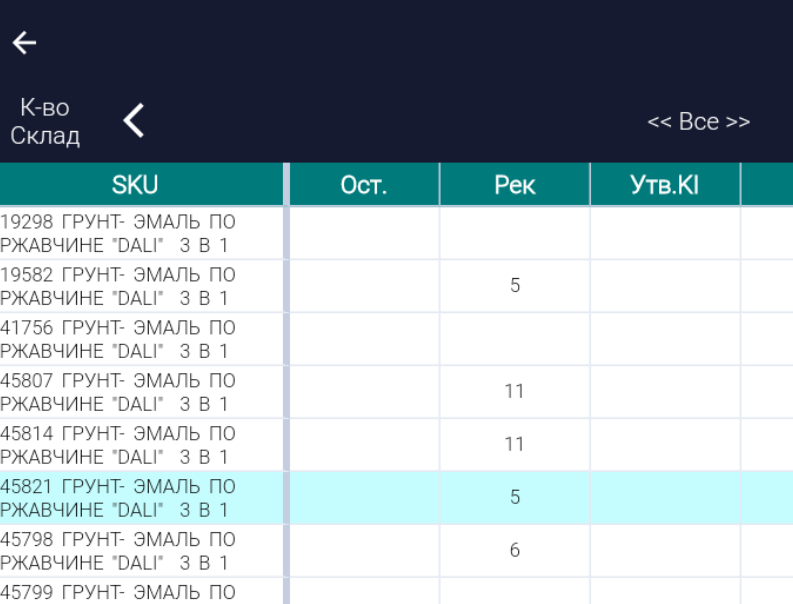 К-во
Склад
<< Все >>
SKU Ост. Рек Утв.KI
19298 ГРУНТ- ЭМАЛЬ ПО
РЖАВЧИНЕ "DALI" 3 В 1
19582 ГРУНТ- ЭМАЛЬ ПО
РЖАВЧИНЕ "DALI" 3 В 1
5
41756 ГРУНТ- ЭМАЛЬ ПО
РЖАВЧИНЕ "DALI" 3 В 1
45807 ГРУНТ- ЭМАЛЬ ПО
РЖАВЧИНЕ "DALI" 3 В 1
11
45814 ГРУНТ- ЭМАЛЬ ПО
РЖАВЧИНЕ "DALI" 3 В 1
11
45821 ГРУНТ- ЭМАЛЬ ПО
РЖАВЧИНЕ "DALI" 3 В 1
5
45798 ГРУНТ- ЭМАЛЬ ПО
РЖАВЧИНЕ "DALI" 3 В 1
6
45799 ГРУНТ- ЭМАЛЬ ПО